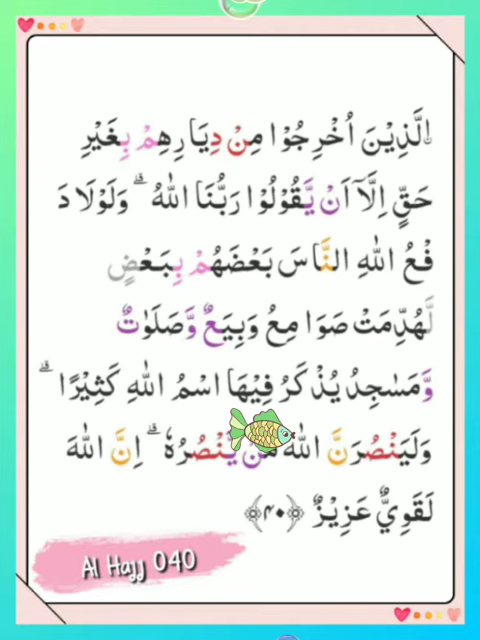 الَّذِيْنَ اُخْرِجُوْا مِنْ دِيَارِهِمْ بِغَيْرِ
حَقٍّ اِلَّآ اَنْ يَّقُوْلُوْا رَبُّنَا اللّٰهُ ۗ وَلَوْلَا دَ
فْعُ اللّٰهِ النَّاسَ بَعْضَهُمْ بِبَعْضٍ
لَّهُدِّمَتْ صَوَامِعُ وَبِيَعٌ وَّصَلَوٰتٌ
وَّمَسٰجِدُ يُذْكَرُ فِيْهَا اسْمُ اللّٰهِ كَثِيْرًا ۗ
وَلَيَنْصُرَنَّ اللّٰهُ مَنْ يَّنْصُرُهٗ ۗ اِنَّ اللّٰهَ
لَقَوِيٌّ عَزِيْزٌ ﴿٤٠﴾
Al Hajj 040